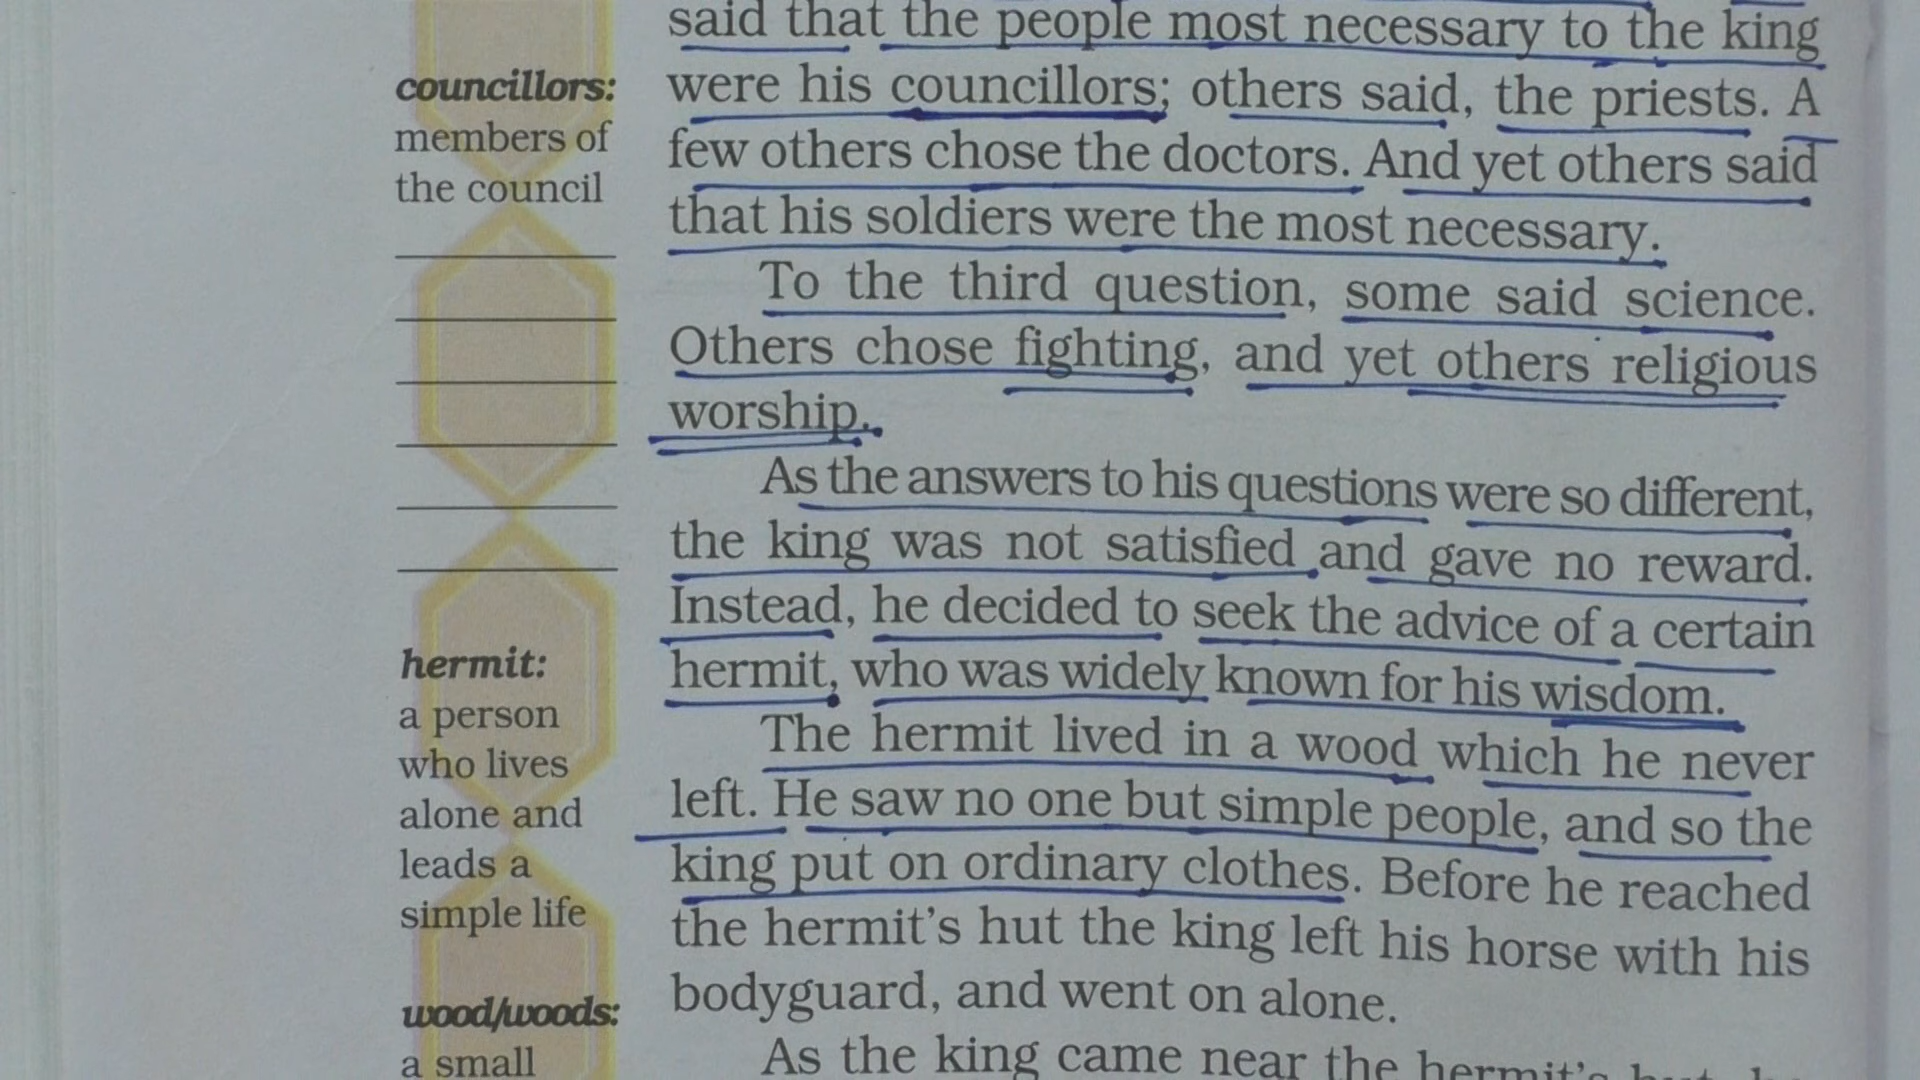 councillors:
members of
the council
hermit:
a person
who lives
alone and
leads a
simple life
wood/woods:
a small
said that the people most necessary to the king
were his councillors; others said, the priests. A
few others chose the doctors. And yet others said
that his soldiers were the most necessary.
To the third question, some said science.
Others chose fighting, and yet others religious
worship.
As the answers to his questions were so different,
the king was not satisfied and gave no reward.
Instead, he decided to seek the advice of a certain
hermit, who was widely known for his wisdom.
The hermit lived in a wood which he never
left. He saw no one but simple people, and so the
king put on ordinary clothes. Before he reached
the hermit's hut the king left his horse with his
bodyguard, and went on alone.
As the king came near the hermit's